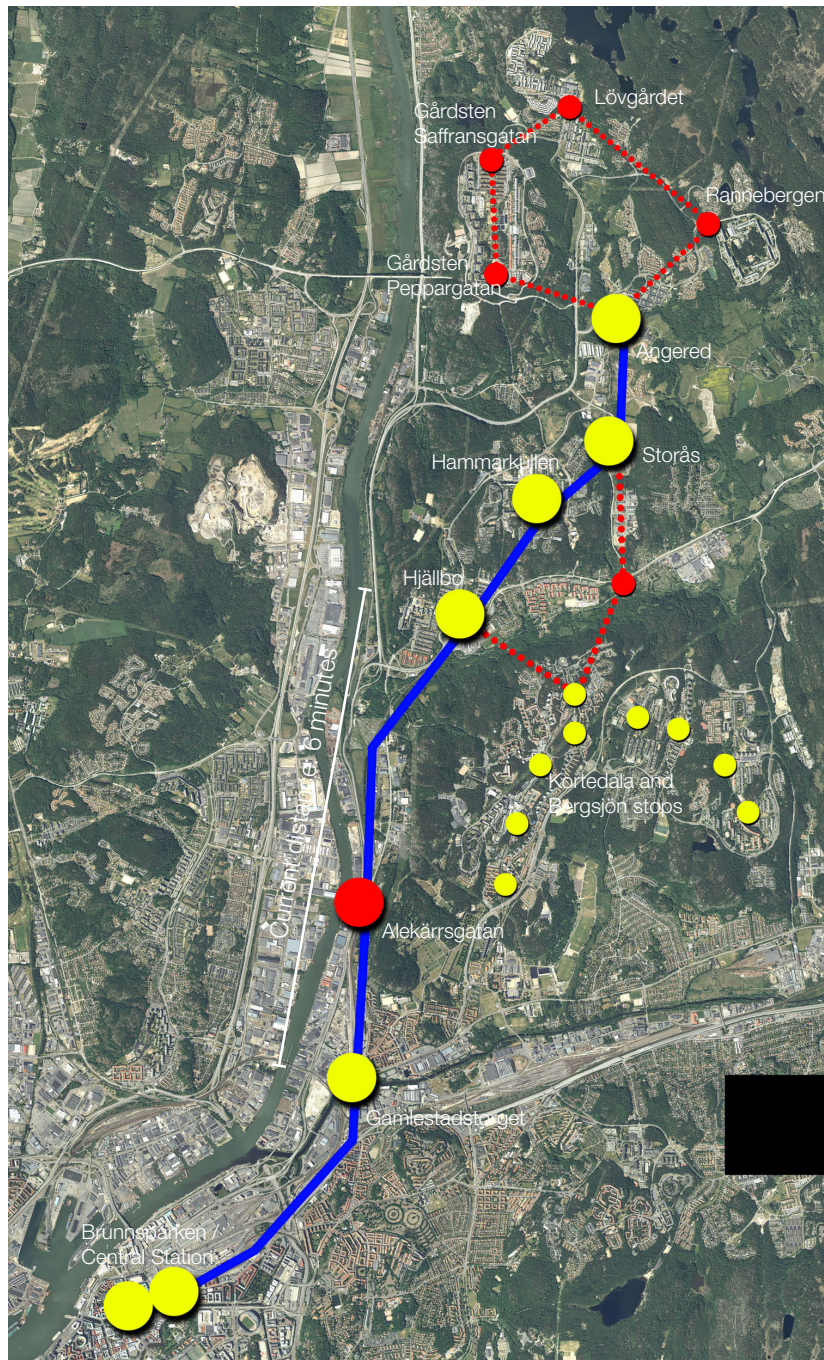 Lövgårdet
Gårdsten
Saffransgatan
Rannebergen
Gårdsten
Peppargatan
Angered
Storås
Hammarkullen
Hjällbo
Current distance: 6 minutes
Kortedala and
Bergsjön stops
Alekärrsgatan
Gamlestadstorget
Brunnsparken /
Central Station